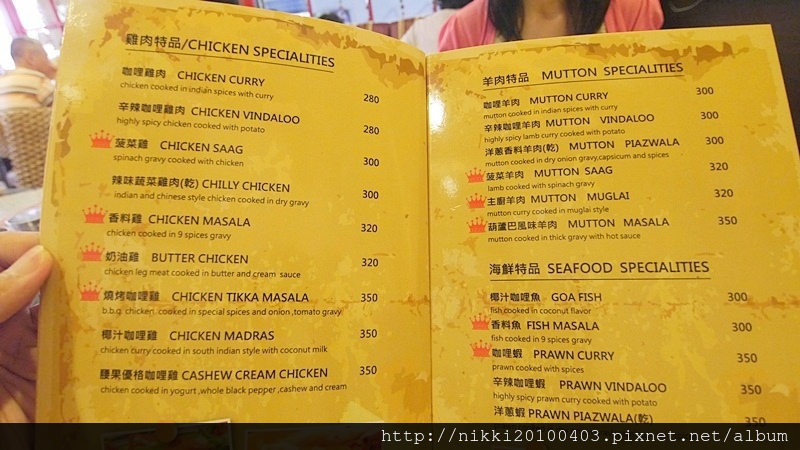 雞肉特品/CHICKEN SPECIALITIES
咖哩雞肉 CHICKEN CURRY 280
chicken cooked in indian spices with curry
辛辣咖哩雞肉 CHICKEN VINDALOO 280
highly spicy chicken cooked with potato
菠菜雞 CHICKEN SAAG 300
spinach gravy cooked with chicken
辣味蔬菜雞肉(乾) CHILLY CHICKEN 300
indian and chinese style chicken cooked in dry gravy
香料雞 CHICKEN MASALA 320
chicken cooked in 9 spices gravy
奶油雞 BUTTER CHICKEN 320
chicken leg meat cooked in butter and cream sauce
燒烤咖哩雞 CHICKEN TIKKA MASALA 350
b.b.q. chicken, cooked in special spices and onion ,tomato gravy
椰汁咖哩雞 CHICKEN MADRAS 350
chicken curry cooked in south indian style with coconut milk
腰果優格咖哩雞 CASHEW CREAM CHICKEN 350
chicken cooked in yogurt ,whole black pepper ,cashew and cream
羊肉特品 MUTTON SPECIALITIES
咖哩羊肉 MUTTON CURRY 300
mutton cooked in indian spices with curry
辛辣咖哩羊肉 MUTTON VINDALOO 300
highly spicy lamb curry cooked with potato
洋蔥香料羊肉(乾) MUTTON PIAZWALA 300
mutton cooked in dry onion gravy,capsicum and spices
菠菜羊肉 MUTTON SAAG 320
lamb cooked with spinach gravy
主廚羊肉 MUTTON MUGLAI 320
mutton curry cooked in muglai style
葫蘆巴風味羊肉 MUTTON MASALA 350
mutton cooked in thick gravy with hot sauce
海鮮特品 SEAFOOD SPECIALITIES
椰汁咖哩魚 GOA FISH 300
fish cooked in coconut flavor
香料魚 FISH MASALA 300
fish cooked in 9 spices gravy
咖哩蝦 PRAWN CURRY 350
prawn cooked with spices
辛辣咖哩蝦 PRAWN VINDALOO 350
highly spicy prawn curry cooked with potato
洋蔥蝦 PRAWN PIAZWALA(乾) 350
http://nikki20100403.pixnet.net/album